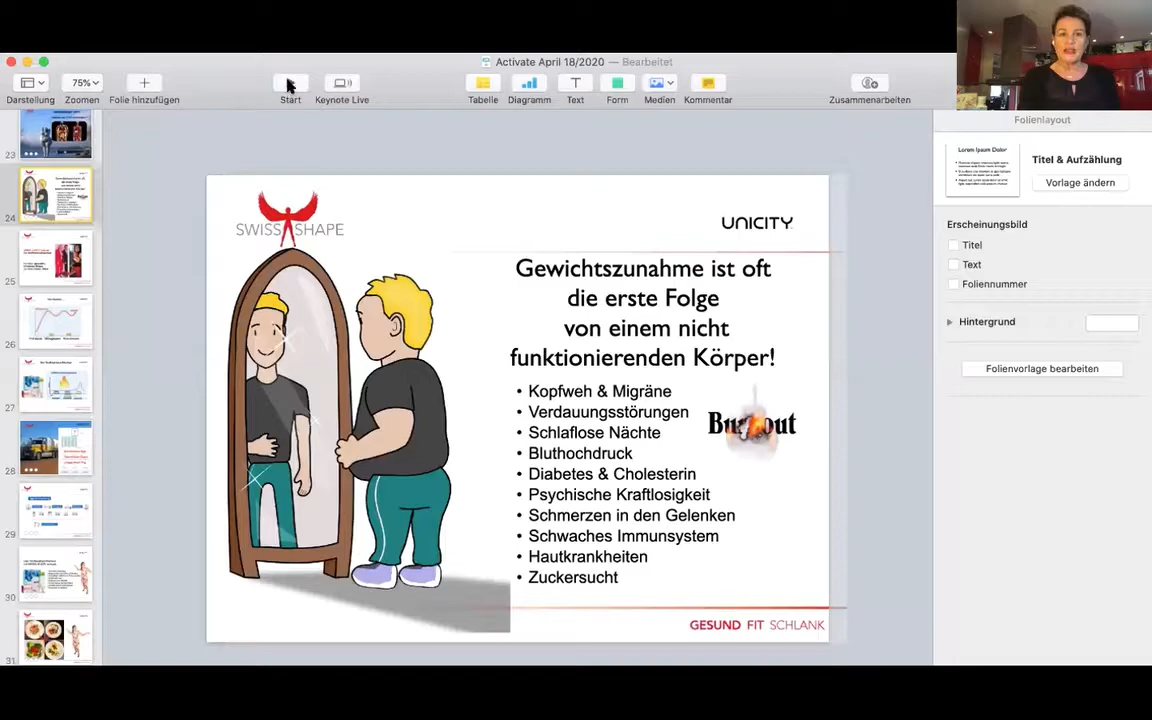 Activate April 18/2020 — Bearbeitet
75%
Darstellung
Zoomen
Folie hinzufügen
Start
Keynote Live
Tabelle
Diagramm
Text
Form
Medien
Kommentar
Zusammenarbeiten
23
24
25
26
27
28
29
30
31
SWISS SHAPE
UNICITY
Gewichtszunahme ist oft
die erste Folge
von einem nicht
funktionierenden Körper!
• Kopfweh & Migräne
• Verdauungsstörungen
• Schlaflose Nächte
• Bluthochdruck
• Diabetes & Cholesterin
• Psychische Kraftlosigkeit
• Schmerzen in den Gelenken
• Schwaches Immunsystem
• Hautkrankheiten
• Zuckersucht
Burnout
GESUND FIT SCHLANK
Folienlayout
Lorem Ipsum Dolor
Titel & Aufzählung
Vorlage ändern
Erscheinungsbild
Titel
Text
Foliennummer
Hintergrund
Folienvorlage bearbeiten